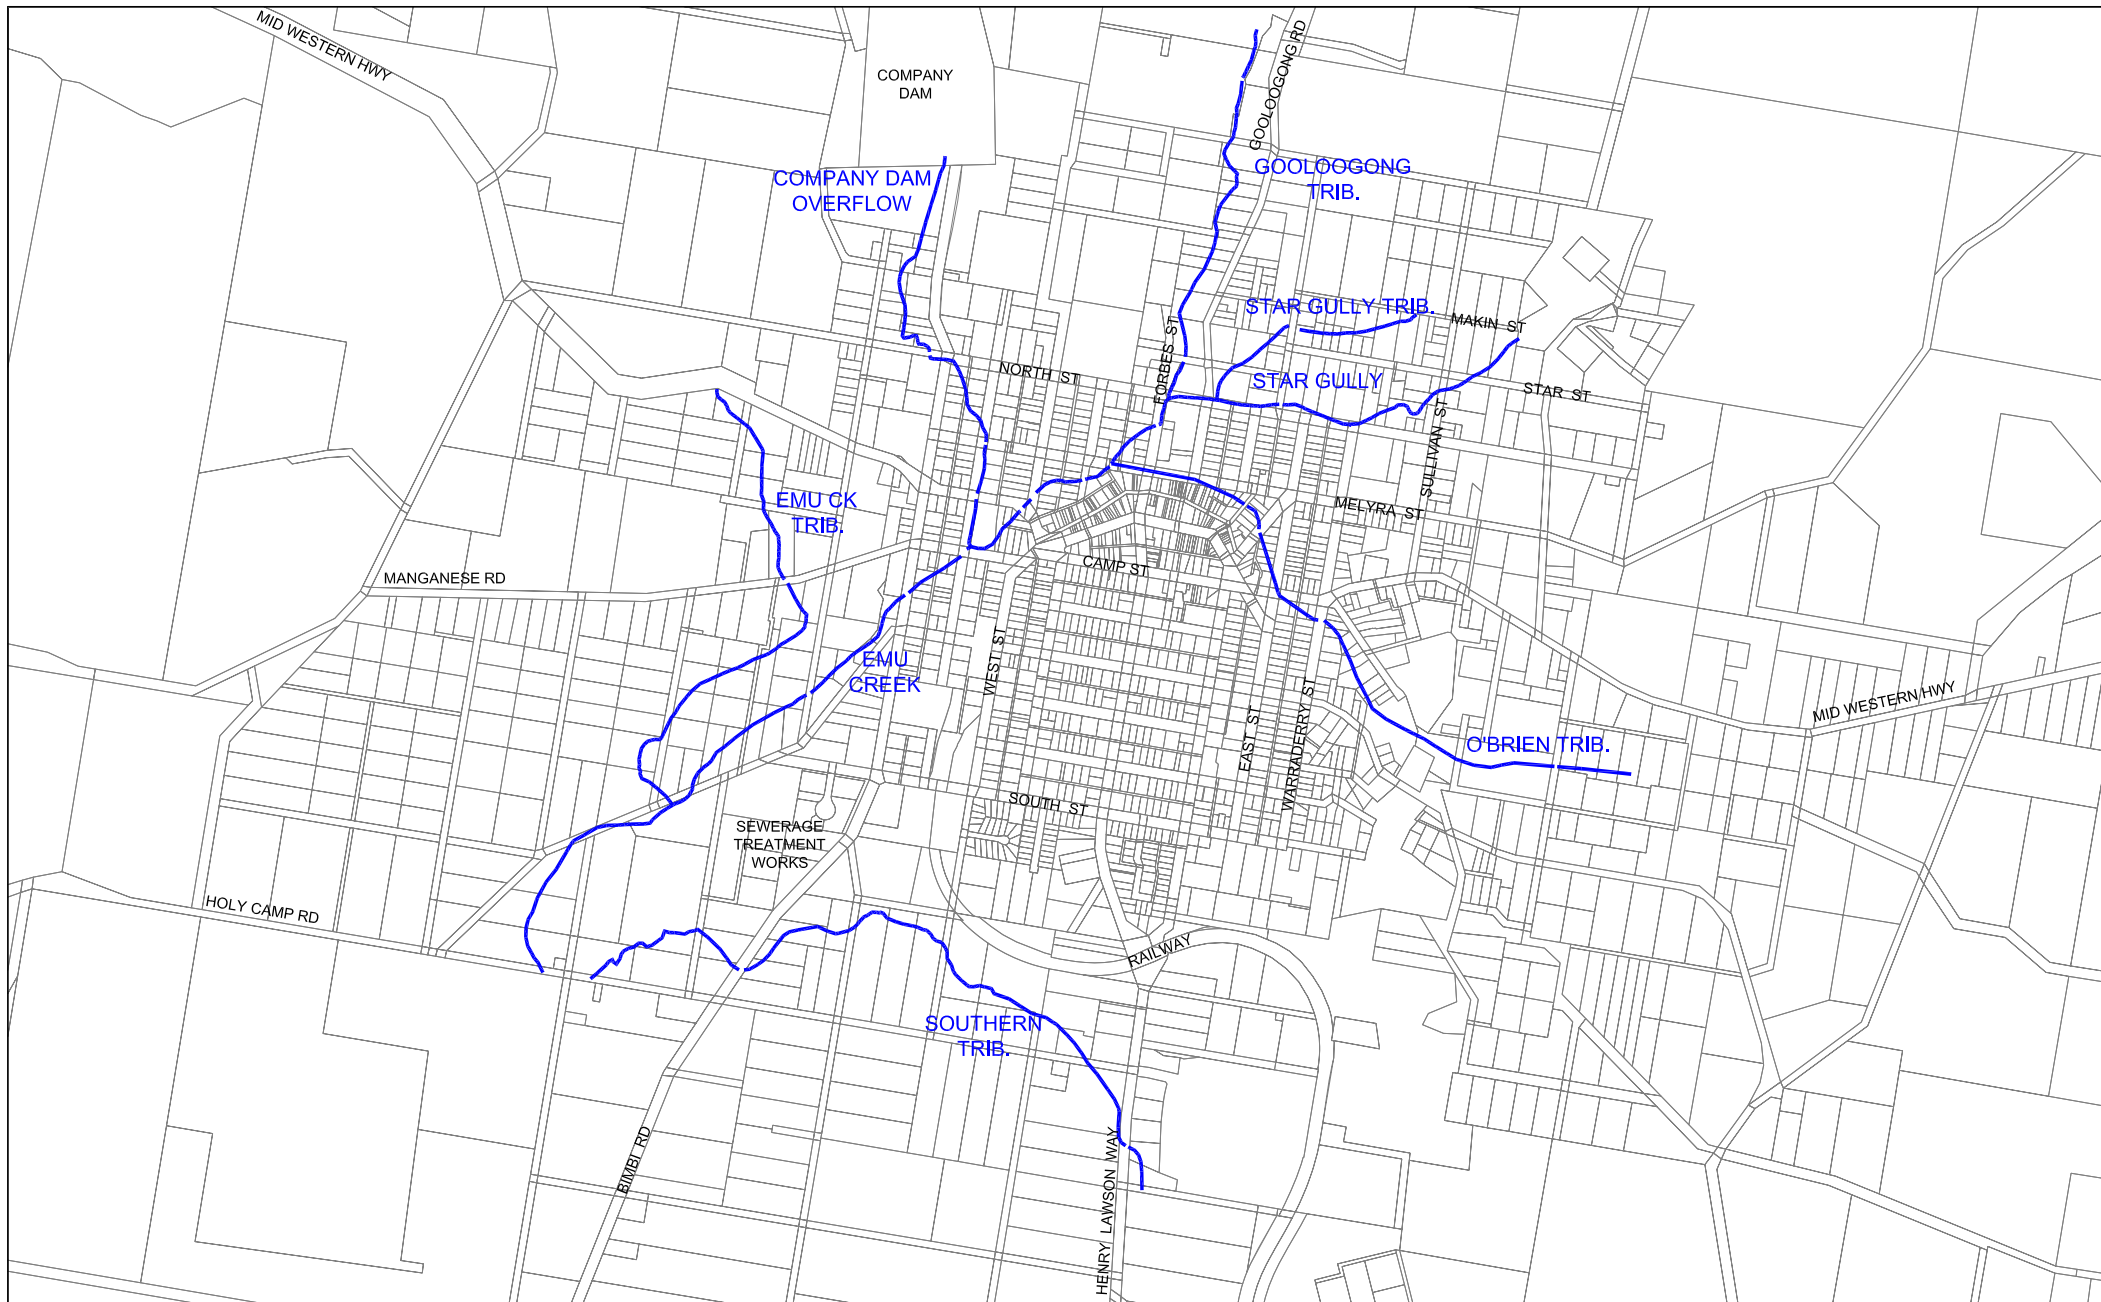 MID WESTERN HWY
COMPANY
DAM
GOOLOOGONG RD
COMPANY DAM
OVERFLOW
GOOLOOGONG
TRIB.
STAR GULLY TRIB.
MAKIN ST
FORBES ST
NORTH ST
STAR GULLY
STAR ST
SULLIVAN ST
EMU CK
TRIB.
MELYRA ST
MANGANESE RD
CAMP ST
WEST ST
EMU
CREEK
EAST ST
WARRADERRY ST
MID WESTERN HWY
O'BRIEN TRIB.
SOUTH ST
SEWERAGE
TREATMENT
WORKS
HOLY CAMP RD
RAILWAY
SOUTHERN
TRIB.
BIMBI RD
HENRY LAWSON WAY